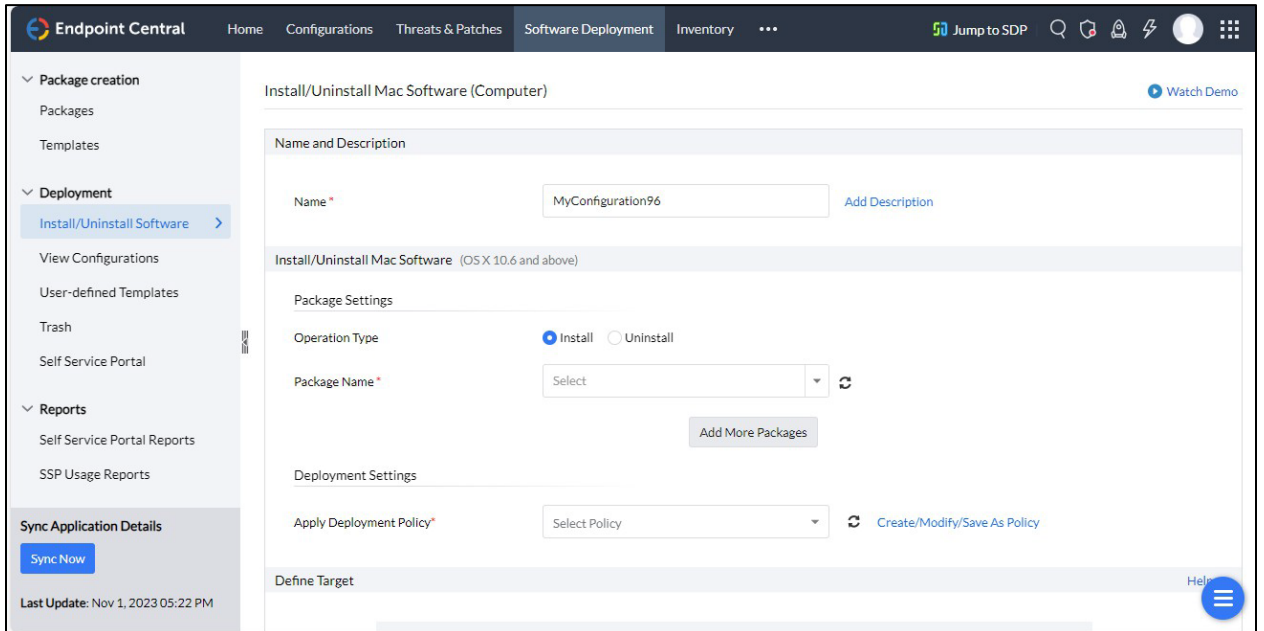 Endpoint Central Home Configurations Threats & Patches Software Deployment Inventory ••• Jump to SDP
Package creation
Packages
Templates
Deployment
Install/Uninstall Software
View Configurations
User-defined Templates
Trash
Self Service Portal
Reports
Self Service Portal Reports
SSP Usage Reports
Sync Application Details
Sync Now
Last Update: Nov 1, 2023 05:22 PM
Install/Uninstall Mac Software (Computer) Watch Demo
Name and Description
Name * MyConfiguration96 Add Description
Install/Uninstall Mac Software (OS X 10.6 and above)
Package Settings
Operation Type Install Uninstall
Package Name * Select
Add More Packages
Deployment Settings
Apply Deployment Policy* Select Policy Create/Modify/Save As Policy
Define Target